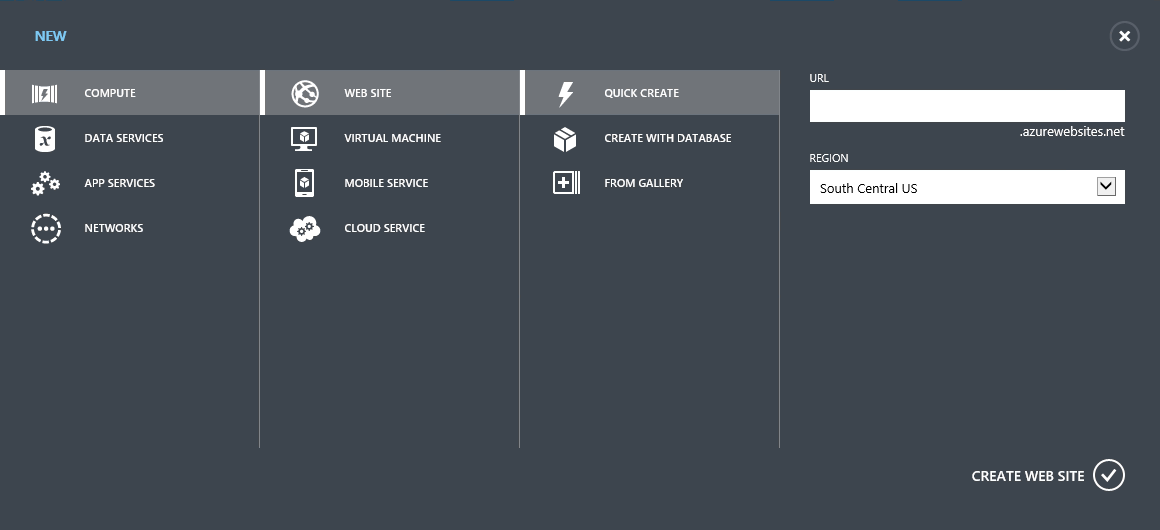 NEW
COMPUTE
DATA SERVICES
APP SERVICES
NETWORKS
WEB SITE
VIRTUAL MACHINE
MOBILE SERVICE
CLOUD SERVICE
QUICK CREATE
CREATE WITH DATABASE
FROM GALLERY
URL
.azurewebsites.net
REGION
South Central US
CREATE WEB SITE